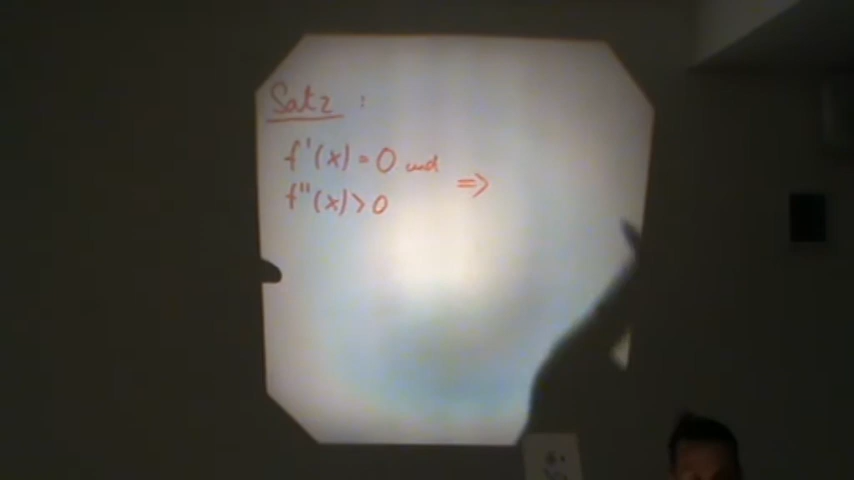 Satz :
f'(x) = 0 und
f''(x) > 0 =>